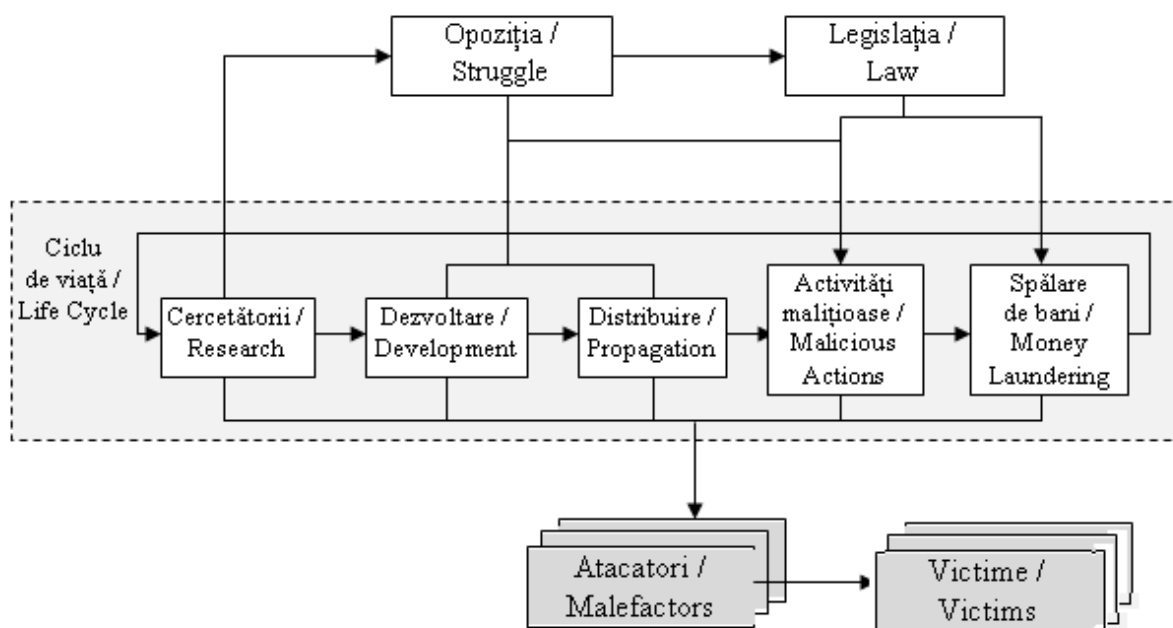 Opoziția /
Struggle
Legislația /
Law
Ciclu
de viață /
Life Cycle
Cercetătorii /
Research
Dezvoltare /
Development
Distribuire /
Propagation
Activități
malițioase /
Malicious
Actions
Spălare
de bani /
Money
Laundering
Atacatori /
Malefactors
Victime /
Victims